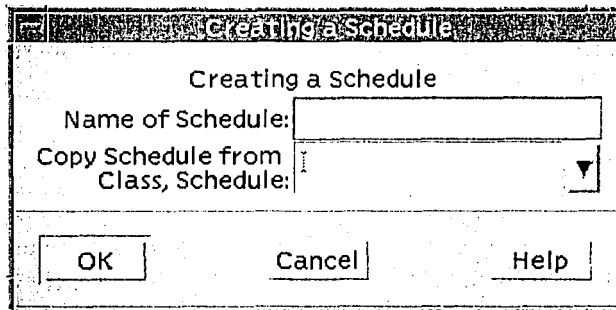 Creating a Schedule
Creating a Schedule
Name of Schedule:
Copy Schedule from
Class, Schedule:
OK
Cancel
Help